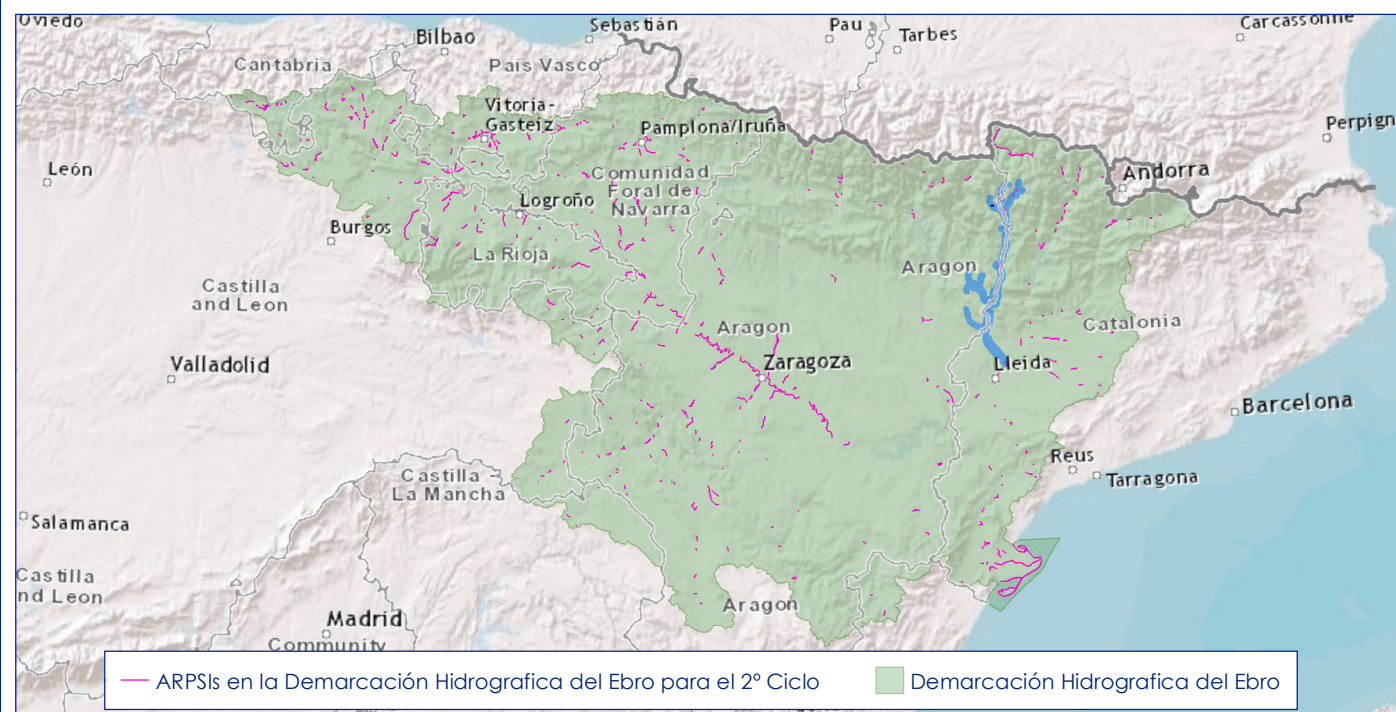 Oviedo
Sebastián
Pau
Carcassonne
Bilbao
Tarbes
Cantabria
País Vasco
Vitoria-
Gasteiz
Pamplona/Iruña
Perpign
León
Andorra
Comunidad
Foral de
Navarra
Logroño
Burgos
La Rioja
Aragon
Castilla
and Leon
Aragon
Catalonia
Valladolid
Zaragoza
Lleida
Barcelona
Reus
Castilla
La Mancha
Tarragona
Salamanca
Castilla
nd Leon
Aragon
Madrid
Community
ARPSIs en la Demarcación Hidrografica del Ebro para el 2º Ciclo
Demarcación Hidrografica del Ebro